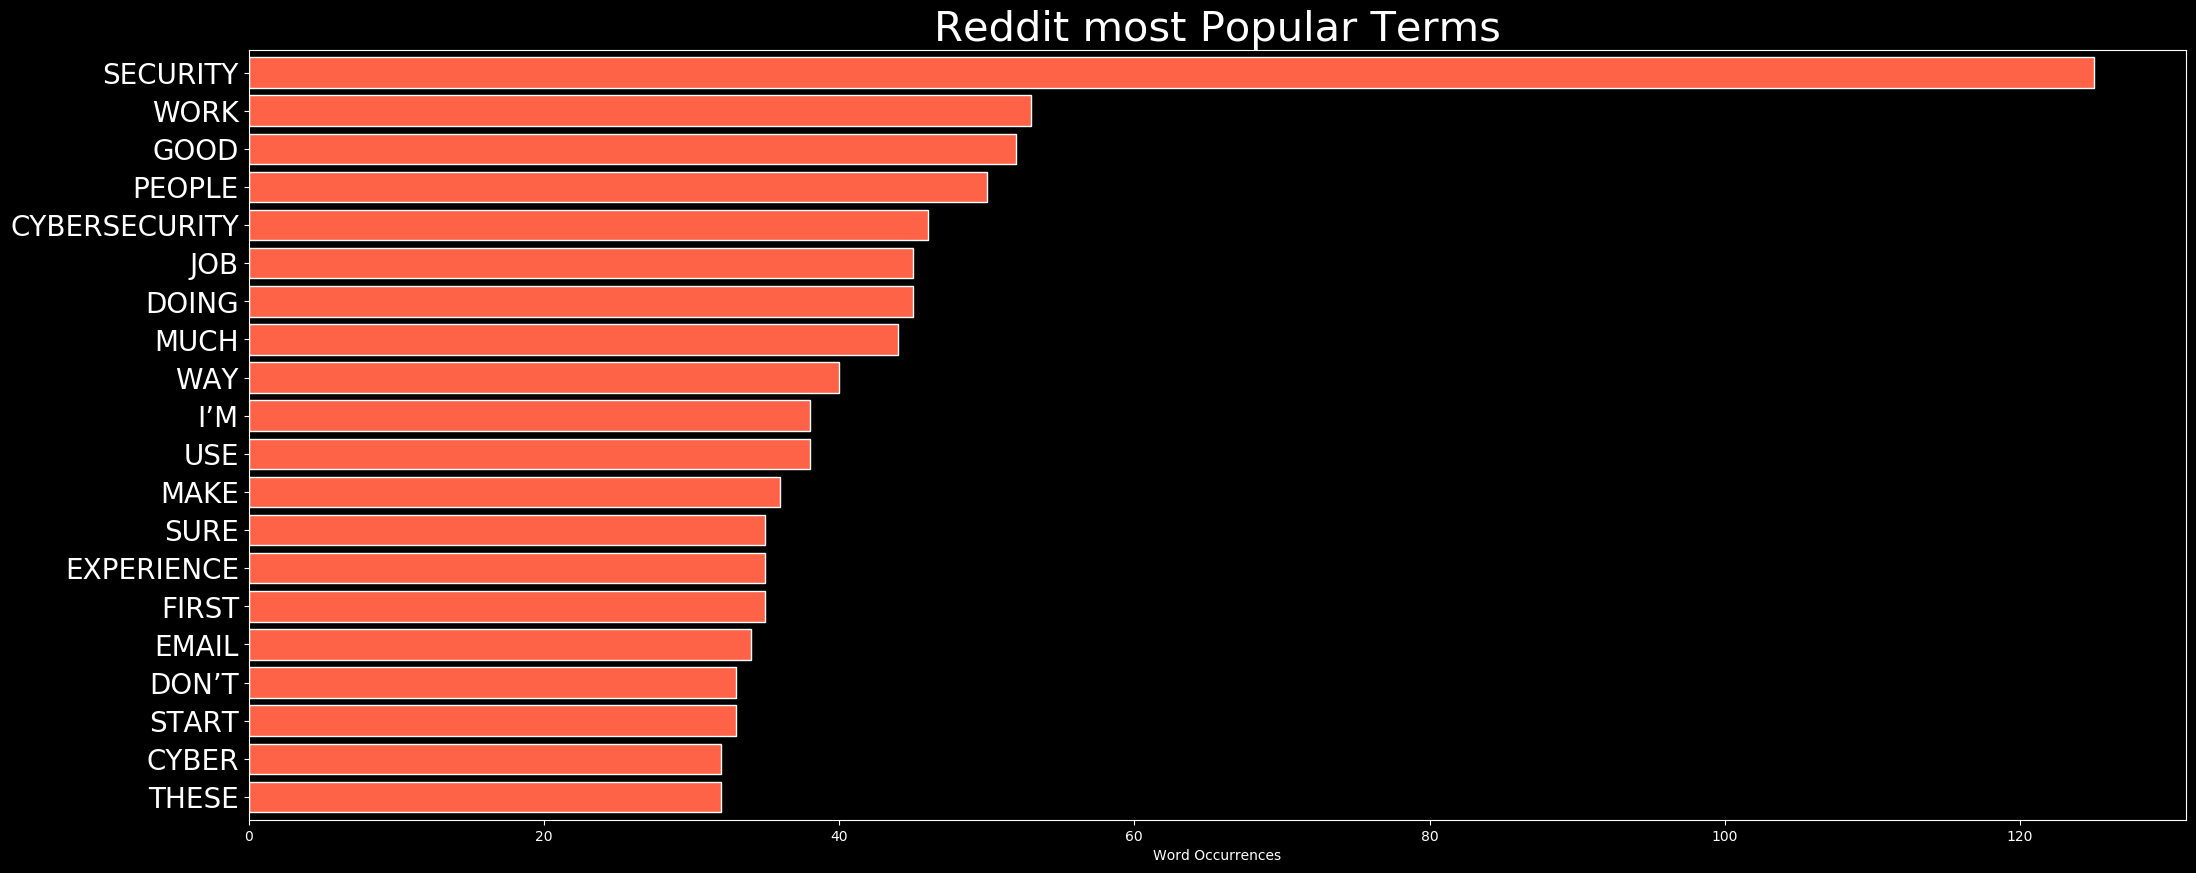 Reddit most Popular Terms
SECURITY
WORK
GOOD
PEOPLE
CYBERSECURITY
JOB
DOING
MUCH
WAY
I’M
USE
MAKE
SURE
EXPERIENCE
FIRST
EMAIL
DON’T
START
CYBER
THESE
0 20 40 60 80 100 120
Word Occurrences